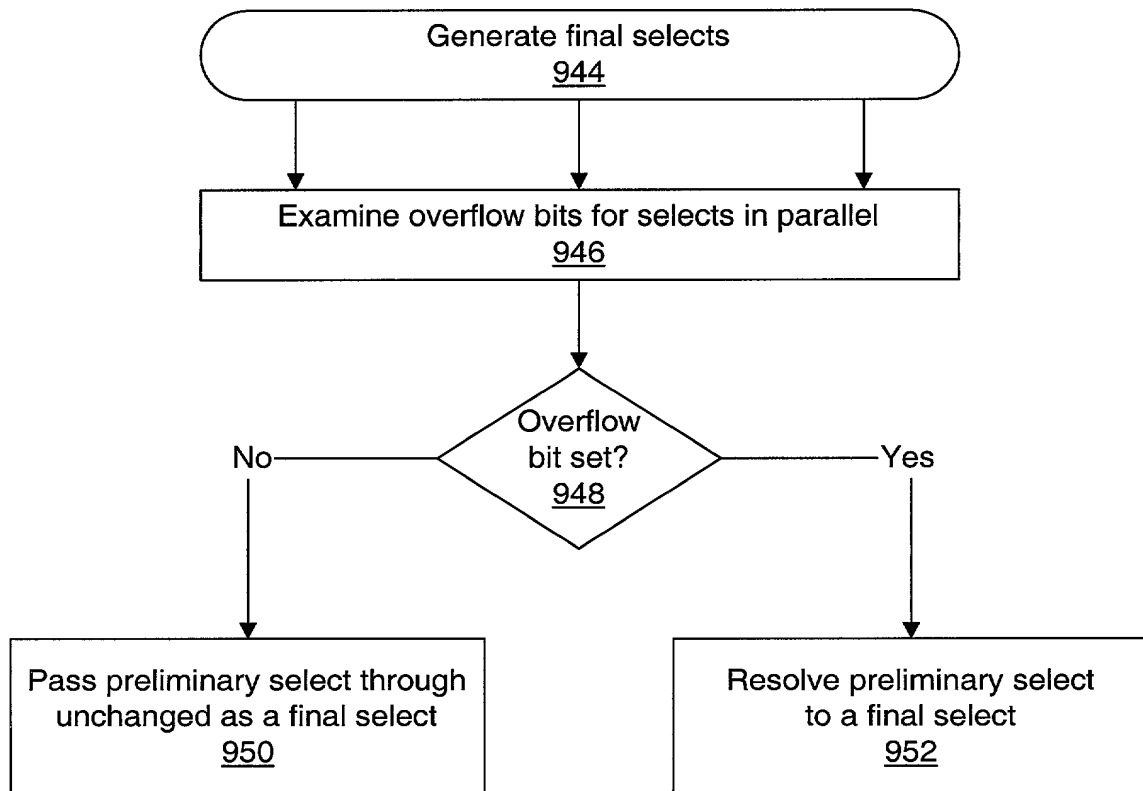 Generate final selects
944
Examine overflow bits for selects in parallel
946
Overflow
bit set?
948
No
Yes
Pass preliminary select through
unchanged as a final select
950
Resolve preliminary select
to a final select
952